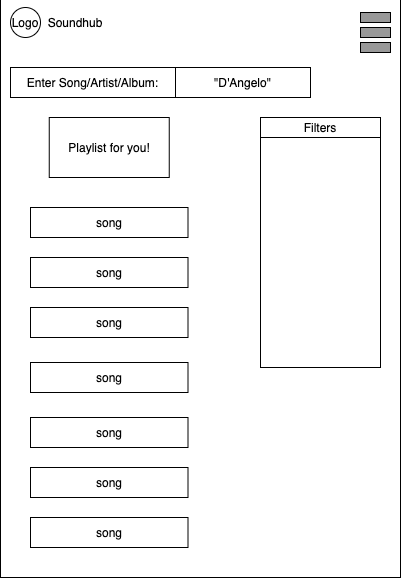 Logo Soundhub
Enter Song/Artist/Album: "D'Angelo"
Playlist for you!
Filters
song
song
song
song
song
song
song